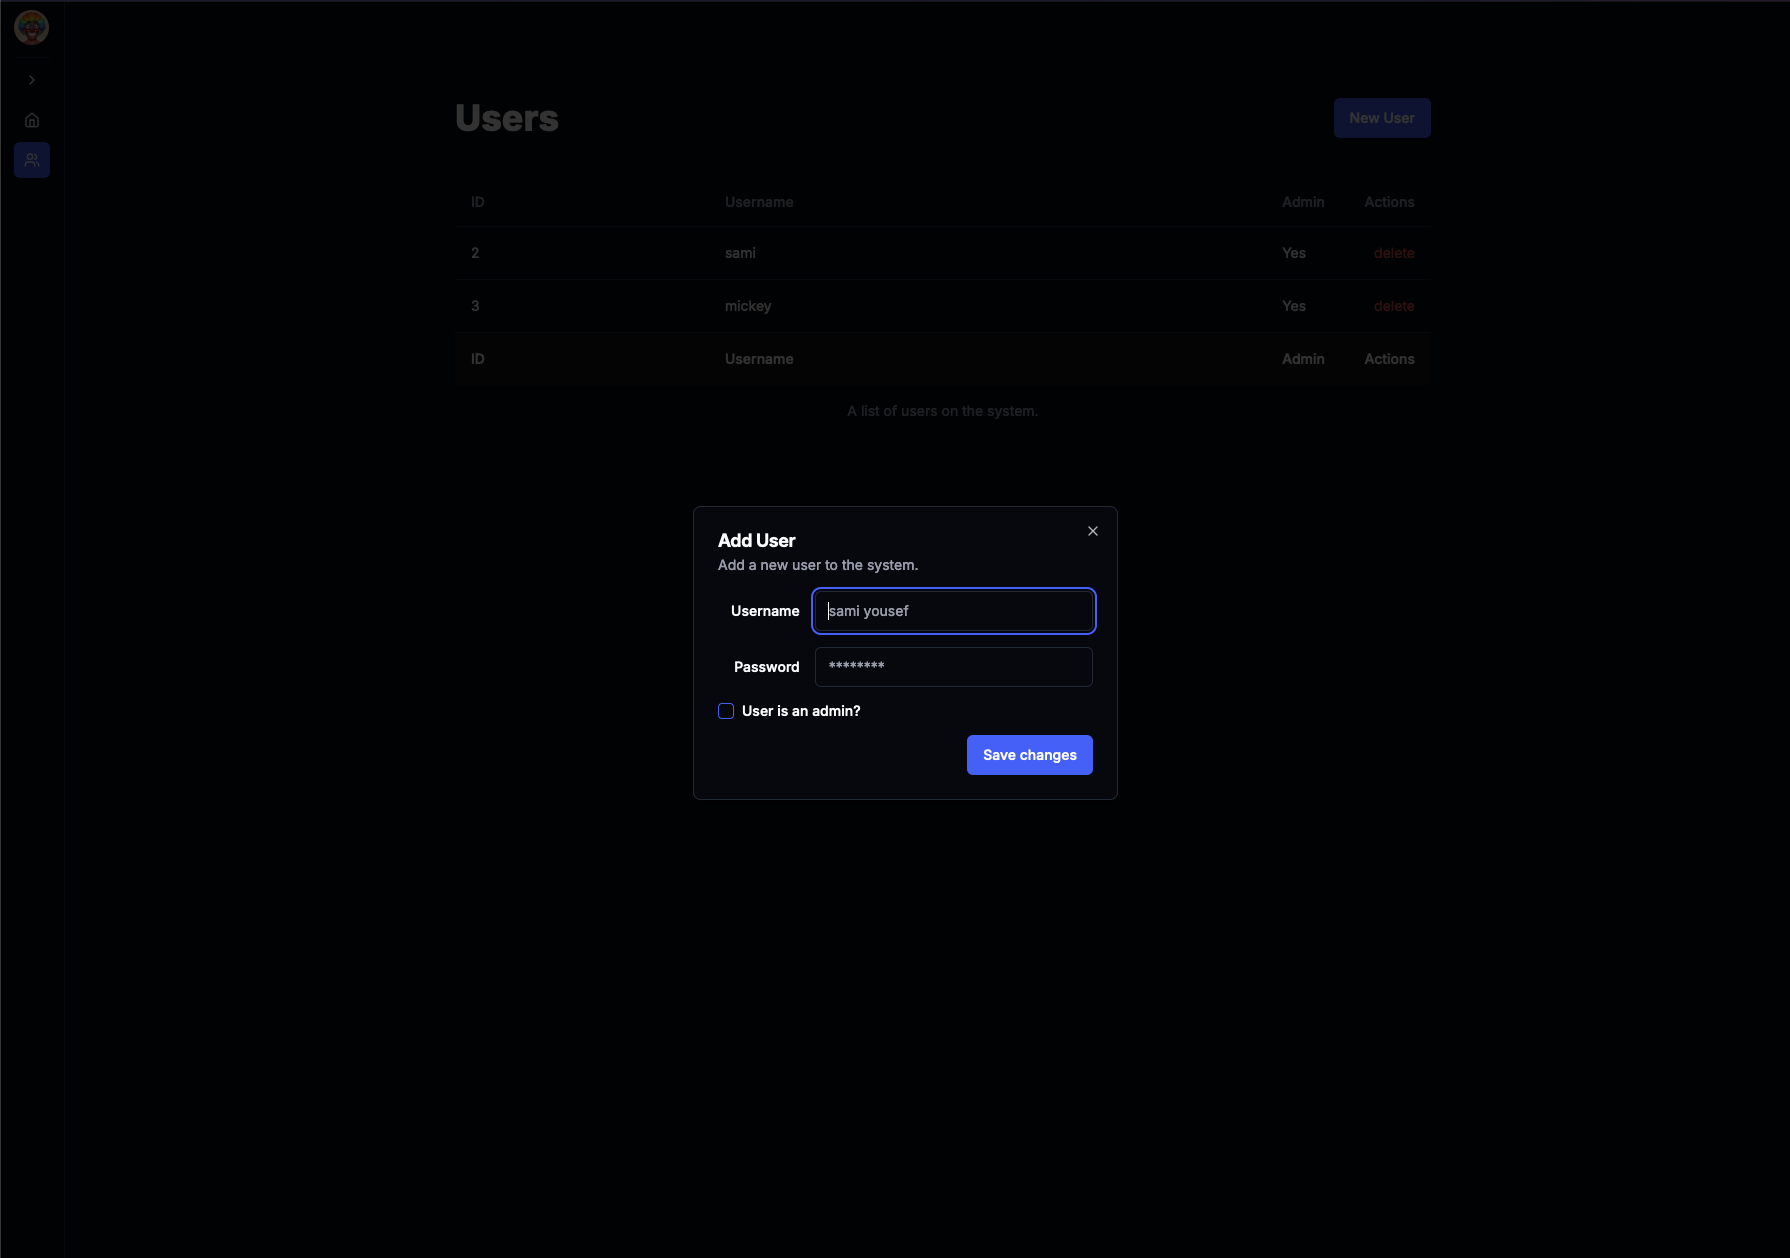 Users
New User
ID Username Admin Actions
2 sami Yes delete
3 mickey Yes delete
ID Username Admin Actions
A list of users on the system.
Add User
Add a new user to the system.
Username sami yousef
Password ********
User is an admin?
Save changes